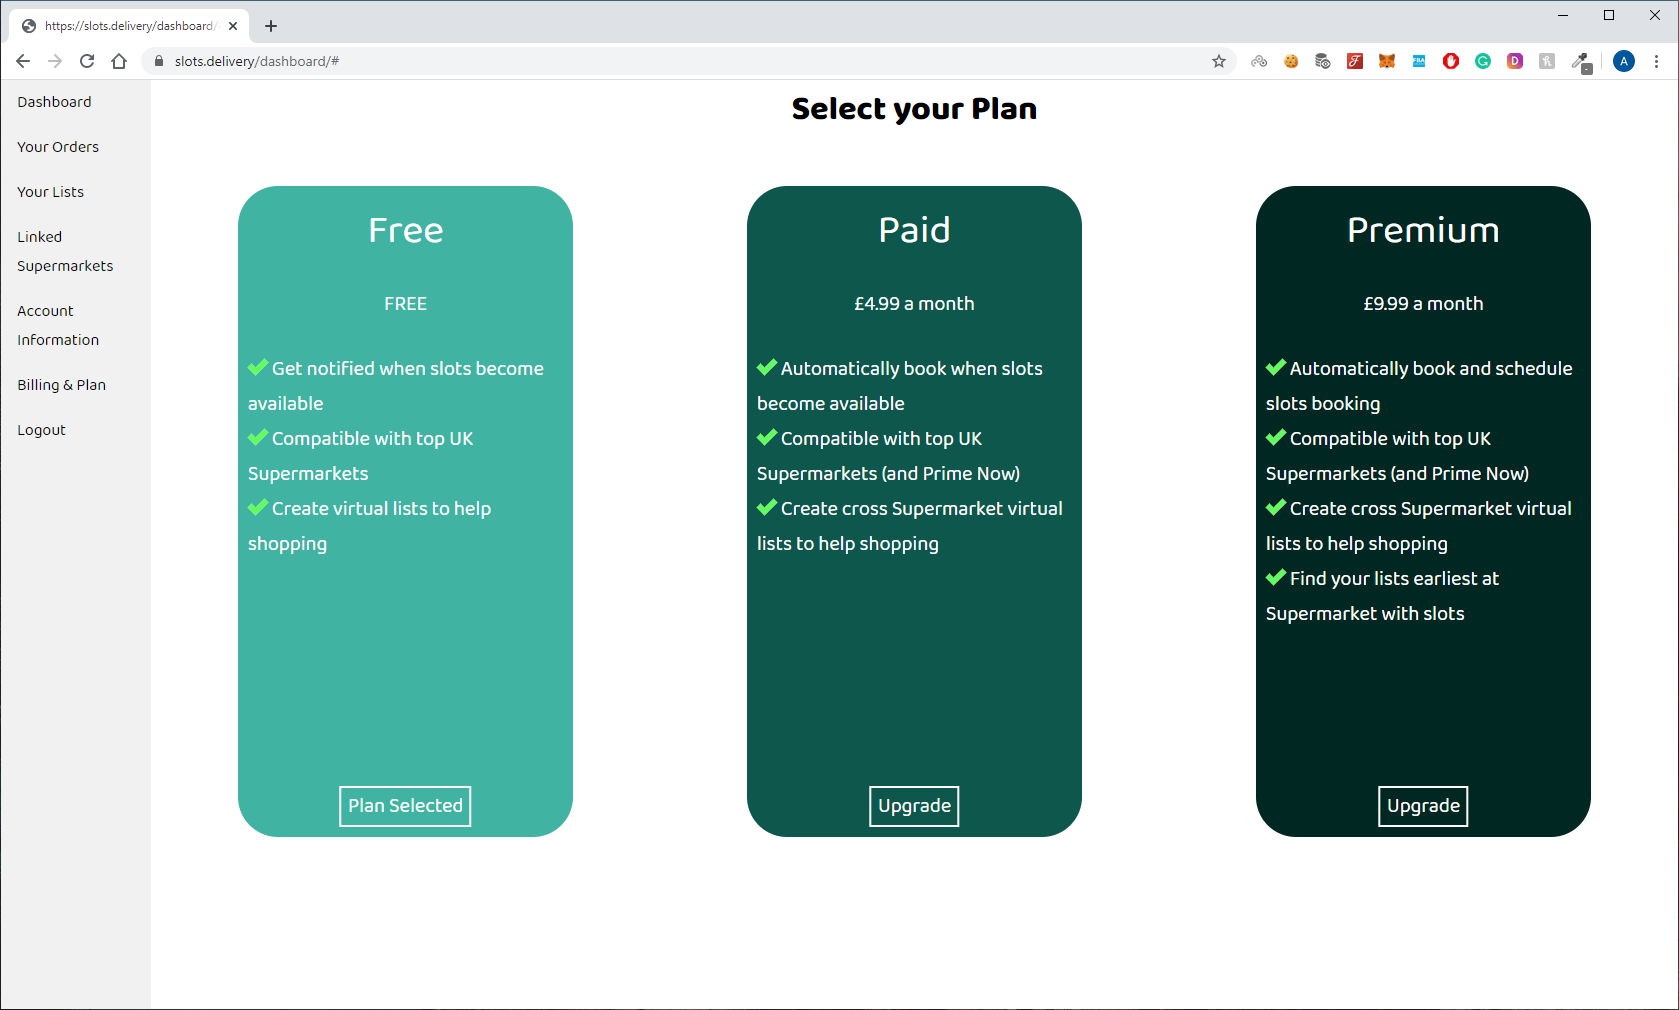 https://slots.delivery/dashboard/
slots.delivery/dashboard/#
FBA
D
A
Dashboard
Your Orders
Your Lists
Linked
Supermarkets
Account
Information
Billing & Plan
Logout
Select your Plan
Free
FREE
Get notified when slots become
available
Compatible with top UK
Supermarkets
Create virtual lists to help
shopping
Plan Selected
Paid
£4.99 a month
Automatically book when slots
become available
Compatible with top UK
Supermarkets (and Prime Now)
Create cross Supermarket virtual
lists to help shopping
Upgrade
Premium
£9.99 a month
Automatically book and schedule
slots booking
Compatible with top UK
Supermarkets (and Prime Now)
Create cross Supermarket virtual
lists to help shopping
Find your lists earliest at
Supermarket with slots
Upgrade